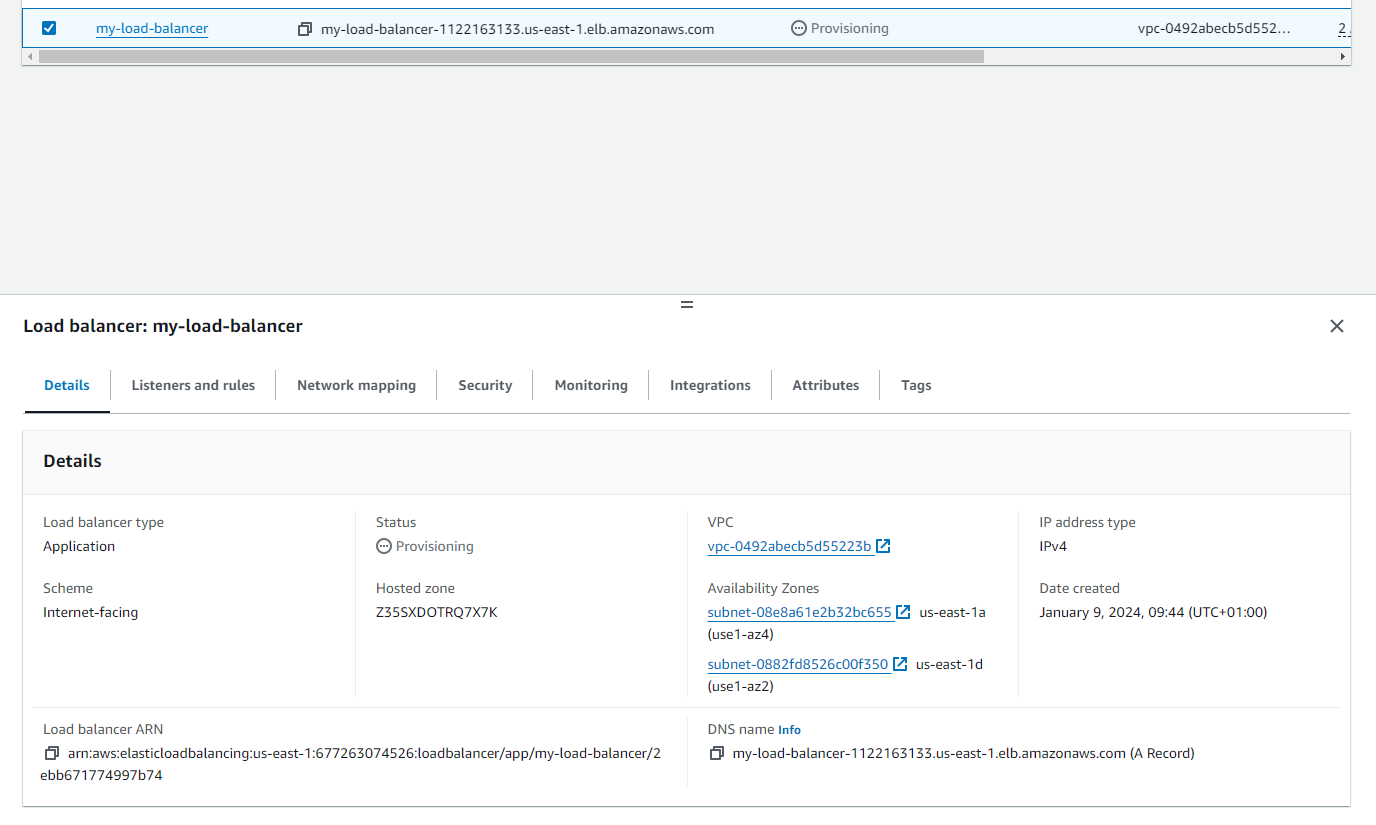 my-load-balancer my-load-balancer-1122163133.us-east-1.elb.amazonaws.com Provisioning vpc-0492abecb5d552... 2
Load balancer: my-load-balancer
Details Listeners and rules Network mapping Security Monitoring Integrations Attributes Tags
Details
Load balancer type
Application
Status
Provisioning
VPC
vpc-0492abecb5d55223b
IP address type
IPv4
Scheme
Internet-facing
Hosted zone
Z35SXDOTRQ7X7K
Availability Zones
subnet-08e8a61e2b32bc655 us-east-1a
(use1-az4)
subnet-0882fd8526c00f350 us-east-1d
(use1-az2)
Date created
January 9, 2024, 09:44 (UTC+01:00)
Load balancer ARN
arn:aws:elasticloadbalancing:us-east-1:677263074526:loadbalancer/app/my-load-balancer/2
ebb671774997b74
DNS name Info
my-load-balancer-1122163133.us-east-1.elb.amazonaws.com (A Record)